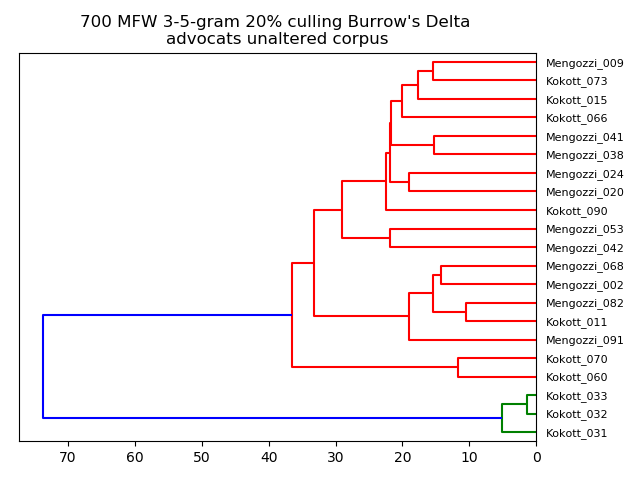 700 MFW 3-5-gram 20% culling Burrow's Delta
advocats unaltered corpus
Mengozzi_009
Kokott_073
Kokott_015
Kokott_066
Mengozzi_041
Mengozzi_038
Mengozzi_024
Mengozzi_020
Kokott_090
Mengozzi_053
Mengozzi_042
Mengozzi_068
Mengozzi_002
Mengozzi_082
Kokott_011
Mengozzi_091
Kokott_070
Kokott_060
Kokott_033
Kokott_032
Kokott_031
70 60 50 40 30 20 10 0